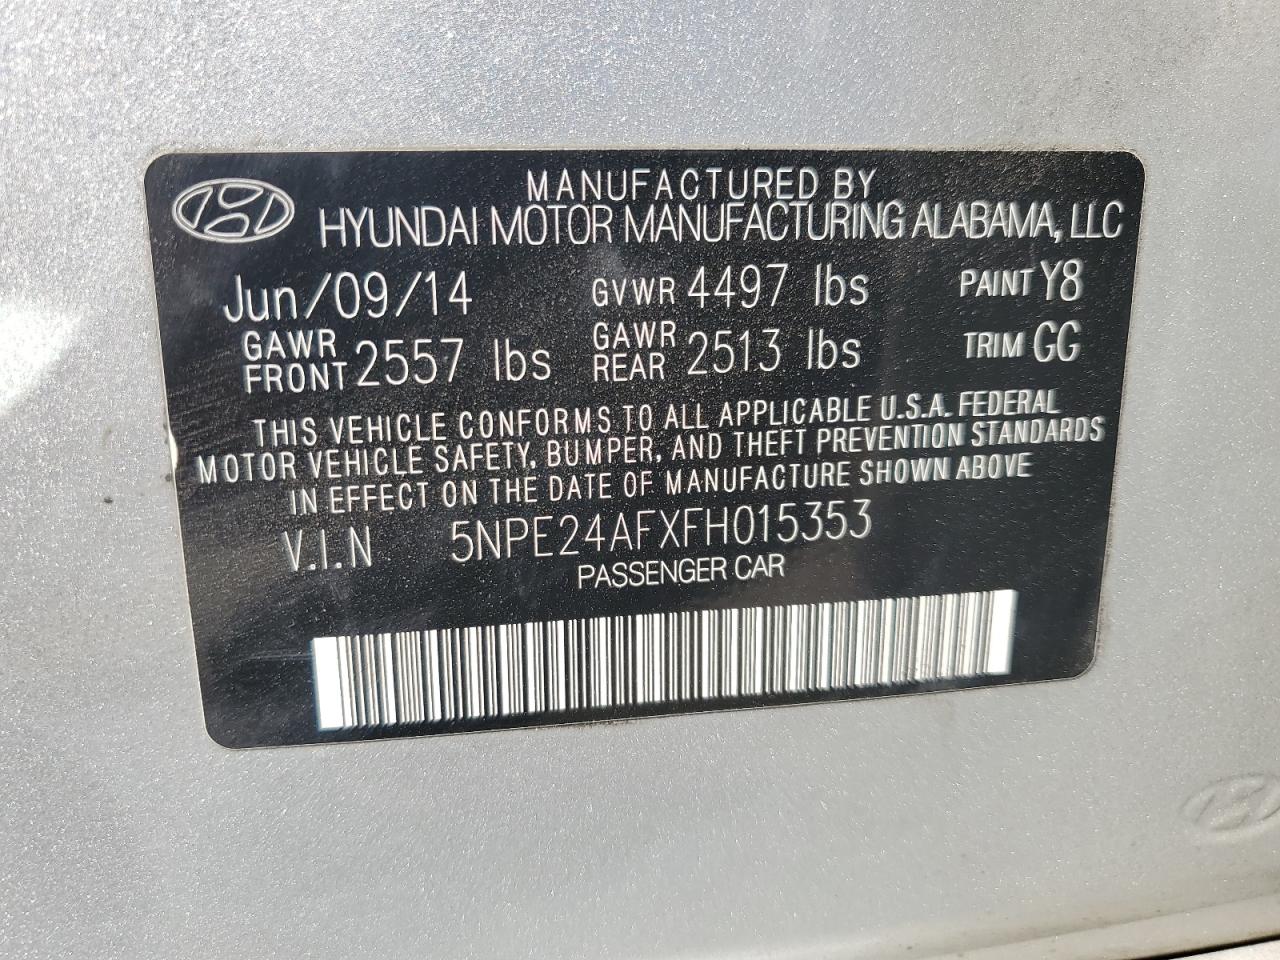 MANUFACTURED BY
HYUNDAI MOTOR MANUFACTURING ALABAMA, LLC
Jun/09/14 GVWR 4497 lbs PAINT Y8
GAWR FRONT 2557 lbs GAWR REAR 2513 lbs TRIM GG
THIS VEHICLE CONFORMS TO ALL APPLICABLE U.S.A. FEDERAL
MOTOR VEHICLE SAFETY, BUMPER, AND THEFT PREVENTION STANDARDS
IN EFFECT ON THE DATE OF MANUFACTURE SHOWN ABOVE
V.I.N 5NPE24AFXFH015353
PASSENGER CAR